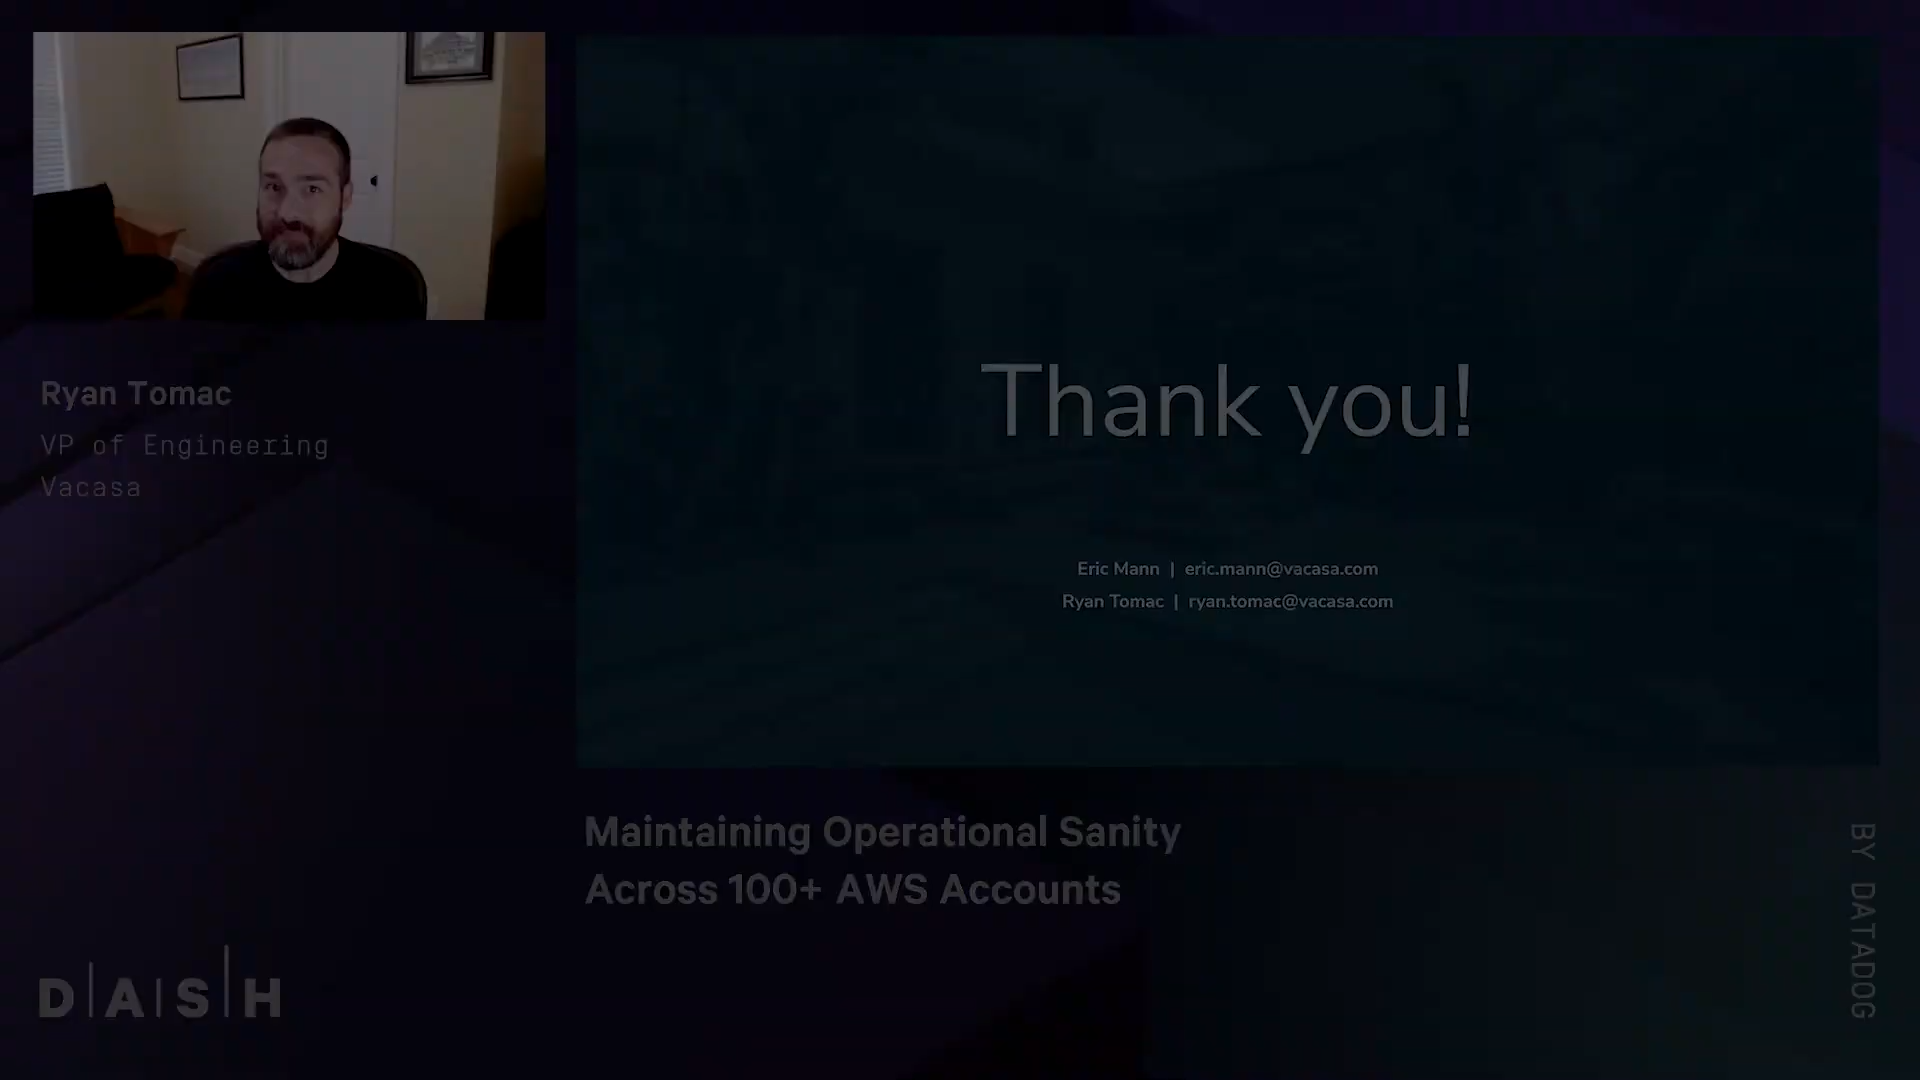 Ryan Tomac
VP of Engineering
Vacasa
Thank you!
Eric Mann | eric.mann@vacasa.com
Ryan Tomac | ryan.tomac@vacasa.com
Maintaining Operational Sanity
Across 100+ AWS Accounts
DASH
BY DATADOG